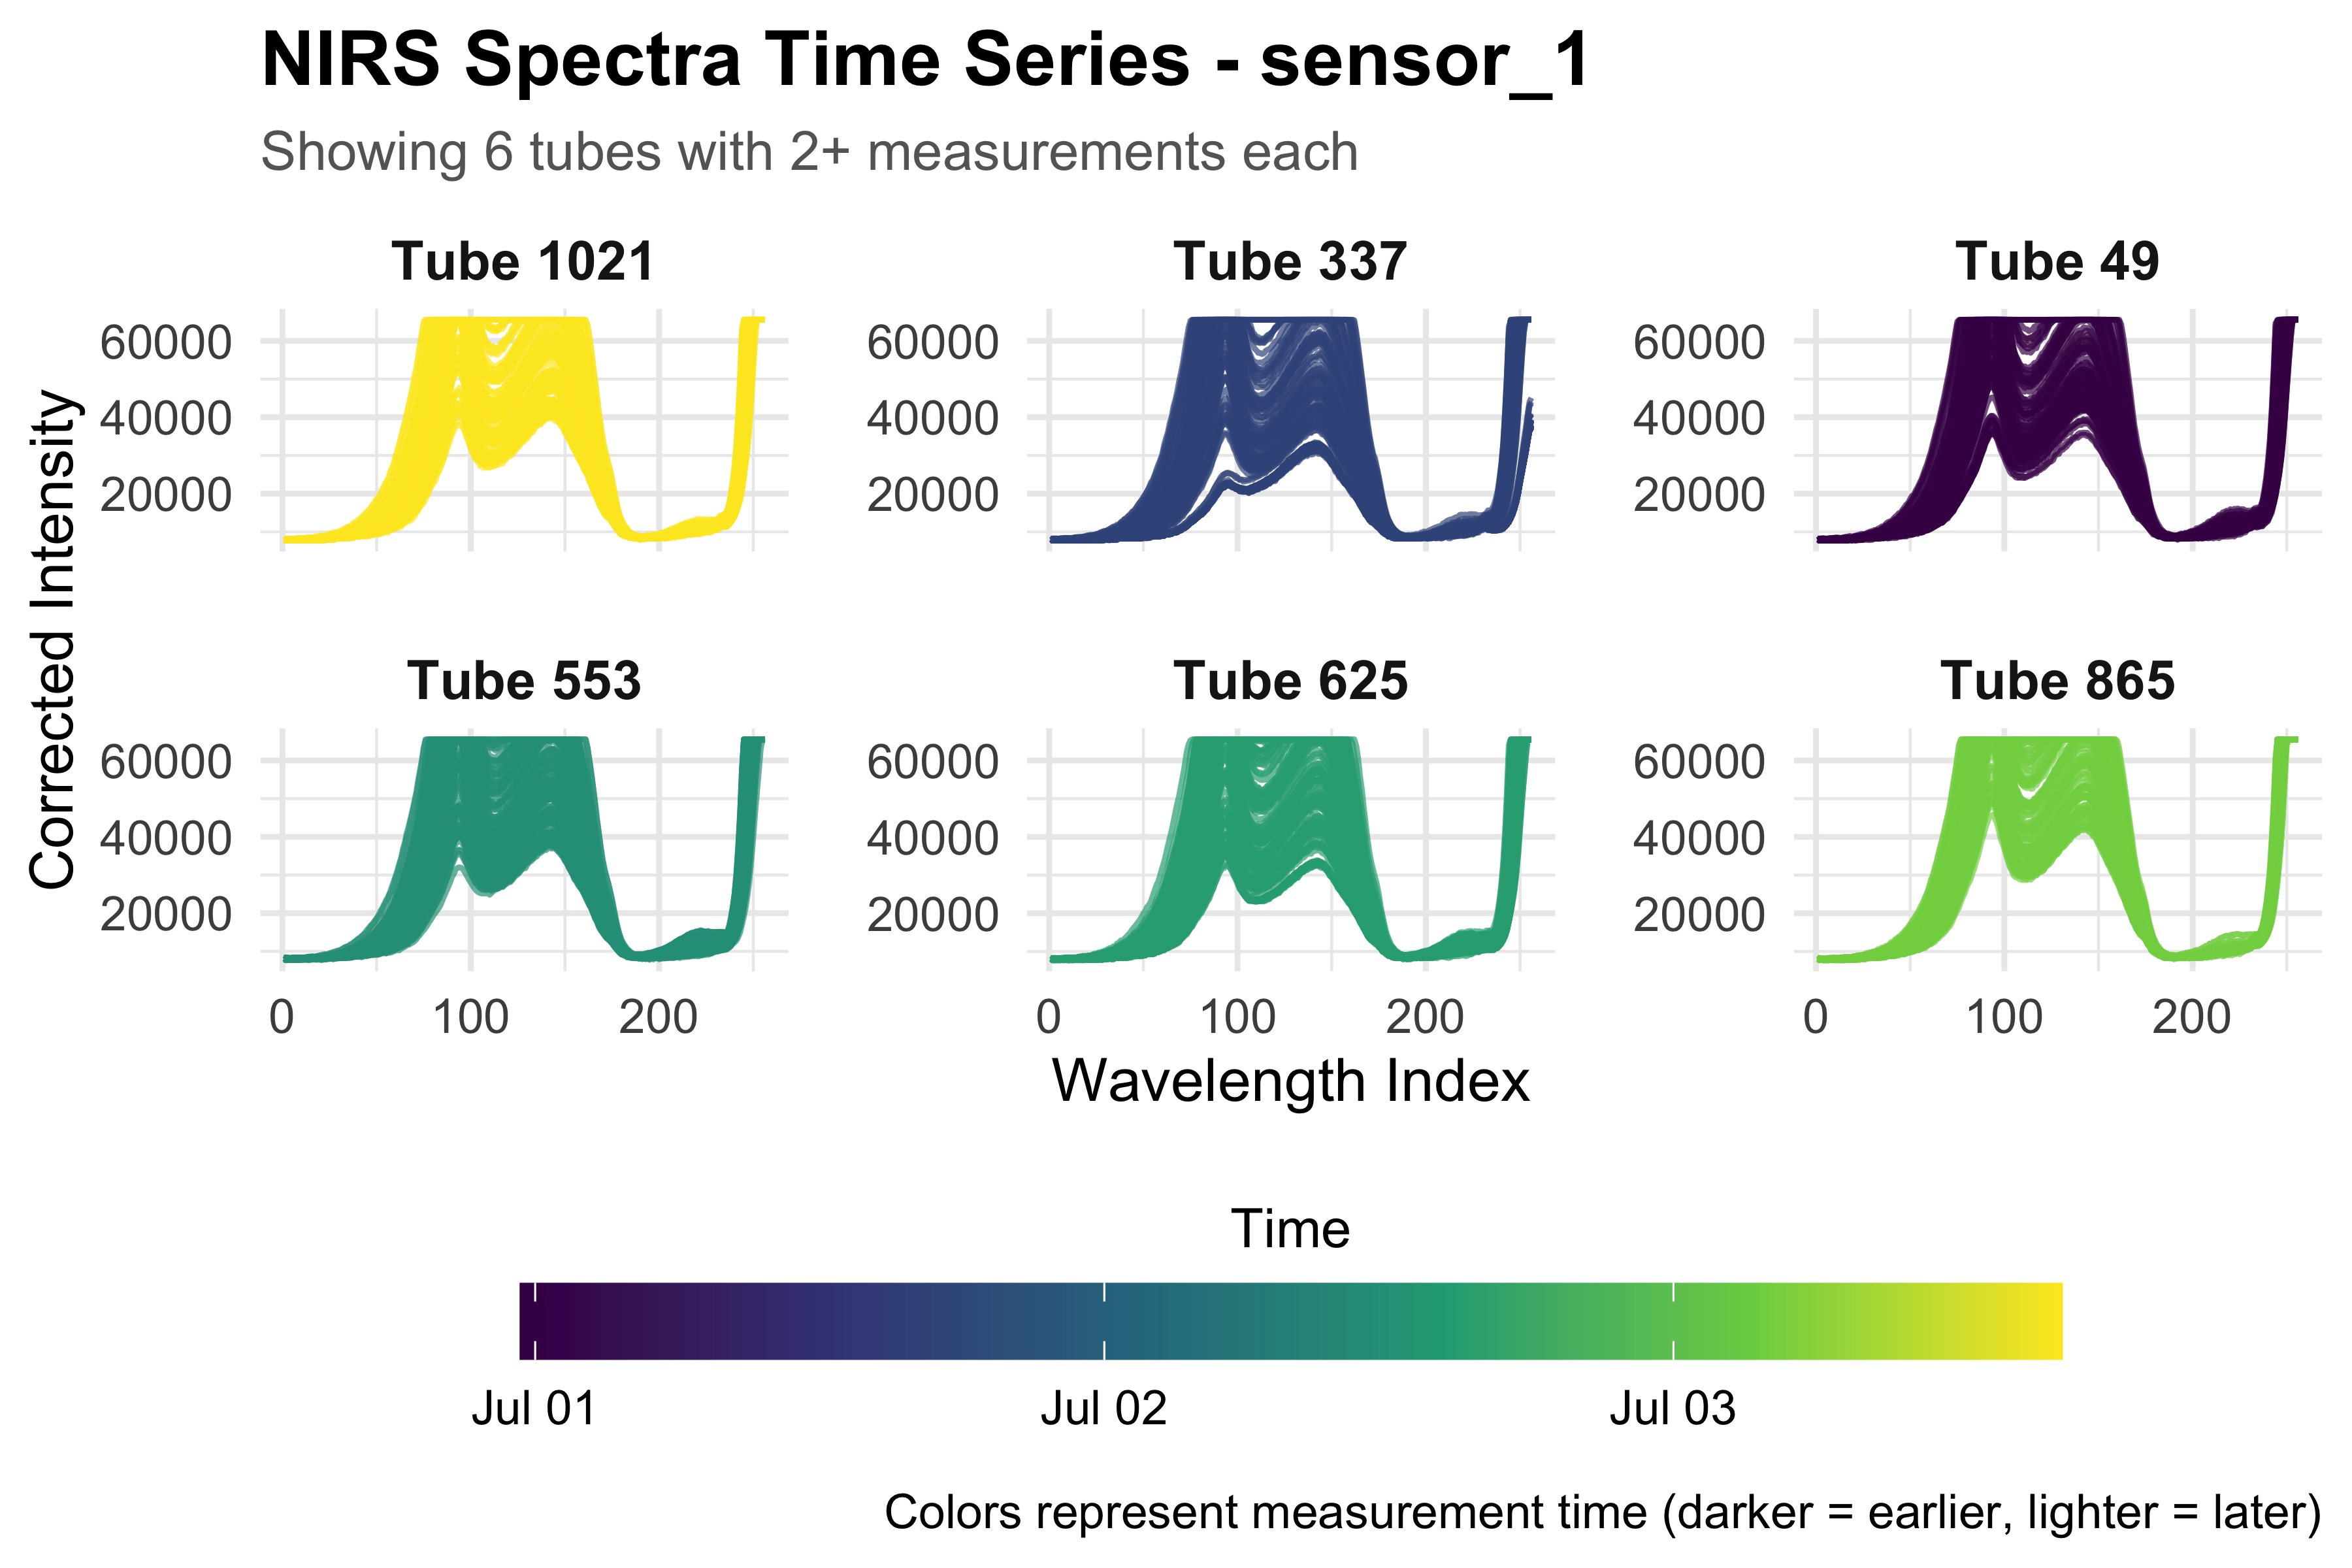 NIRS Spectra Time Series - sensor_1
Showing 6 tubes with 2+ measurements each
Tube 1021
Tube 337
Tube 49
60000
40000
20000
60000
40000
20000
60000
40000
20000
Corrected Intensity
Tube 553
Tube 625
Tube 865
60000
40000
20000
60000
40000
20000
60000
40000
20000
0 100 200
0 100 200
0 100 200
Wavelength Index
Time
Jul 01
Jul 02
Jul 03
Colors represent measurement time (darker = earlier, lighter = later)